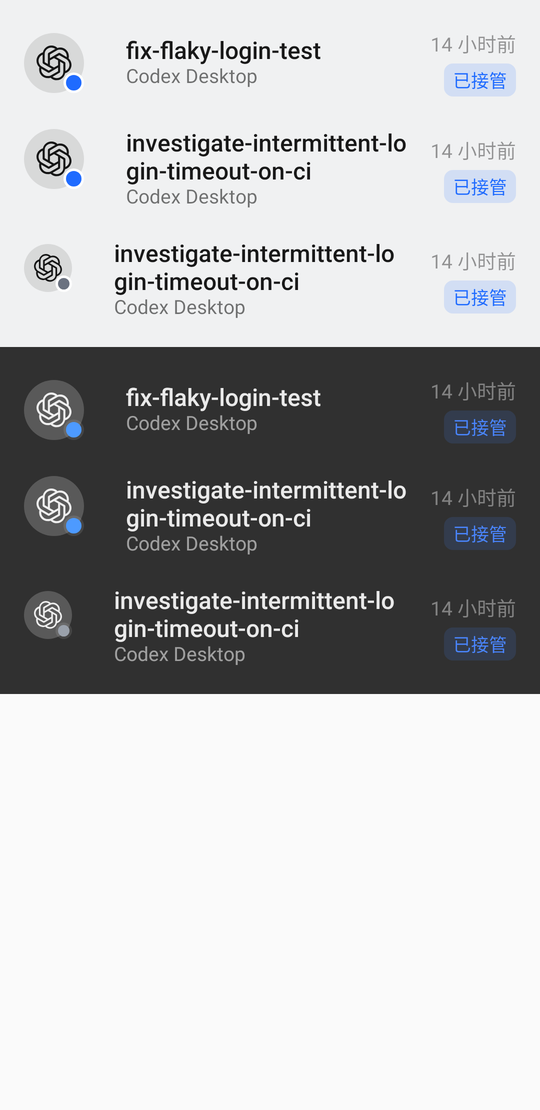 fix-flaky-login-test
14 小时前
Codex Desktop
已接管
investigate-intermittent-lo
14 小时前
gin-timeout-on-ci
已接管
Codex Desktop
investigate-intermittent-lo
14 小时前
gin-timeout-on-ci
已接管
Codex Desktop
fix-flaky-login-test
14 小时前
Codex Desktop
已接管
investigate-intermittent-lo
14 小时前
gin-timeout-on-ci
已接管
Codex Desktop
investigate-intermittent-lo
14 小时前
gin-timeout-on-ci
已接管
Codex Desktop